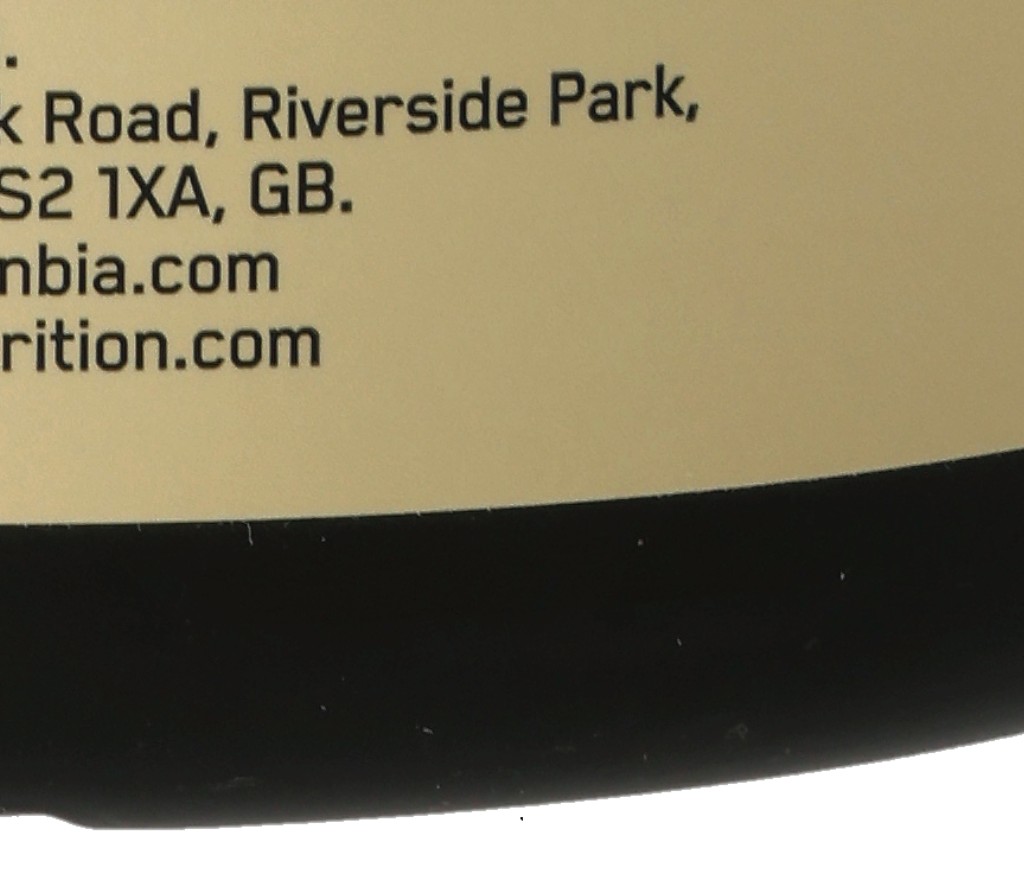 .
k Road, Riverside Park,
S2 1XA, GB.
nbia.com
rition.com